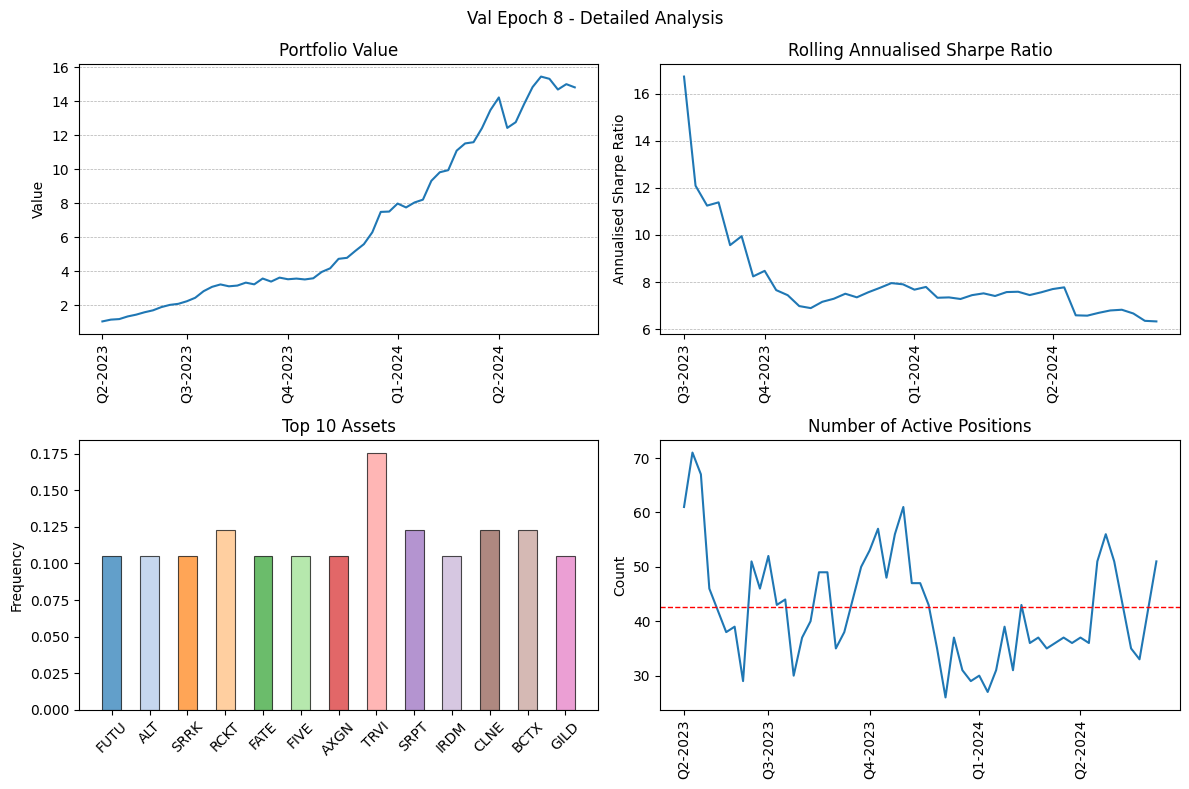 Val Epoch 8 - Detailed Analysis
Portfolio Value
Value
16
14
12
10
8
6
4
2
Q2-2023
Q3-2023
Q4-2023
Q1-2024
Q2-2024
Rolling Annualised Sharpe Ratio
Annualised Sharpe Ratio
16
14
12
10
8
6
Q3-2023
Q4-2023
Q1-2024
Q2-2024
Top 10 Assets
Frequency
0.175
0.150
0.125
0.100
0.075
0.050
0.025
0.000
FUTU
ALT
SRRK
RCKT
FATE
FIVE
AXGN
TRVI
SRPT
IRDM
CLNE
BCTX
GILD
Number of Active Positions
Count
70
60
50
40
30
Q2-2023
Q3-2023
Q4-2023
Q1-2024
Q2-2024